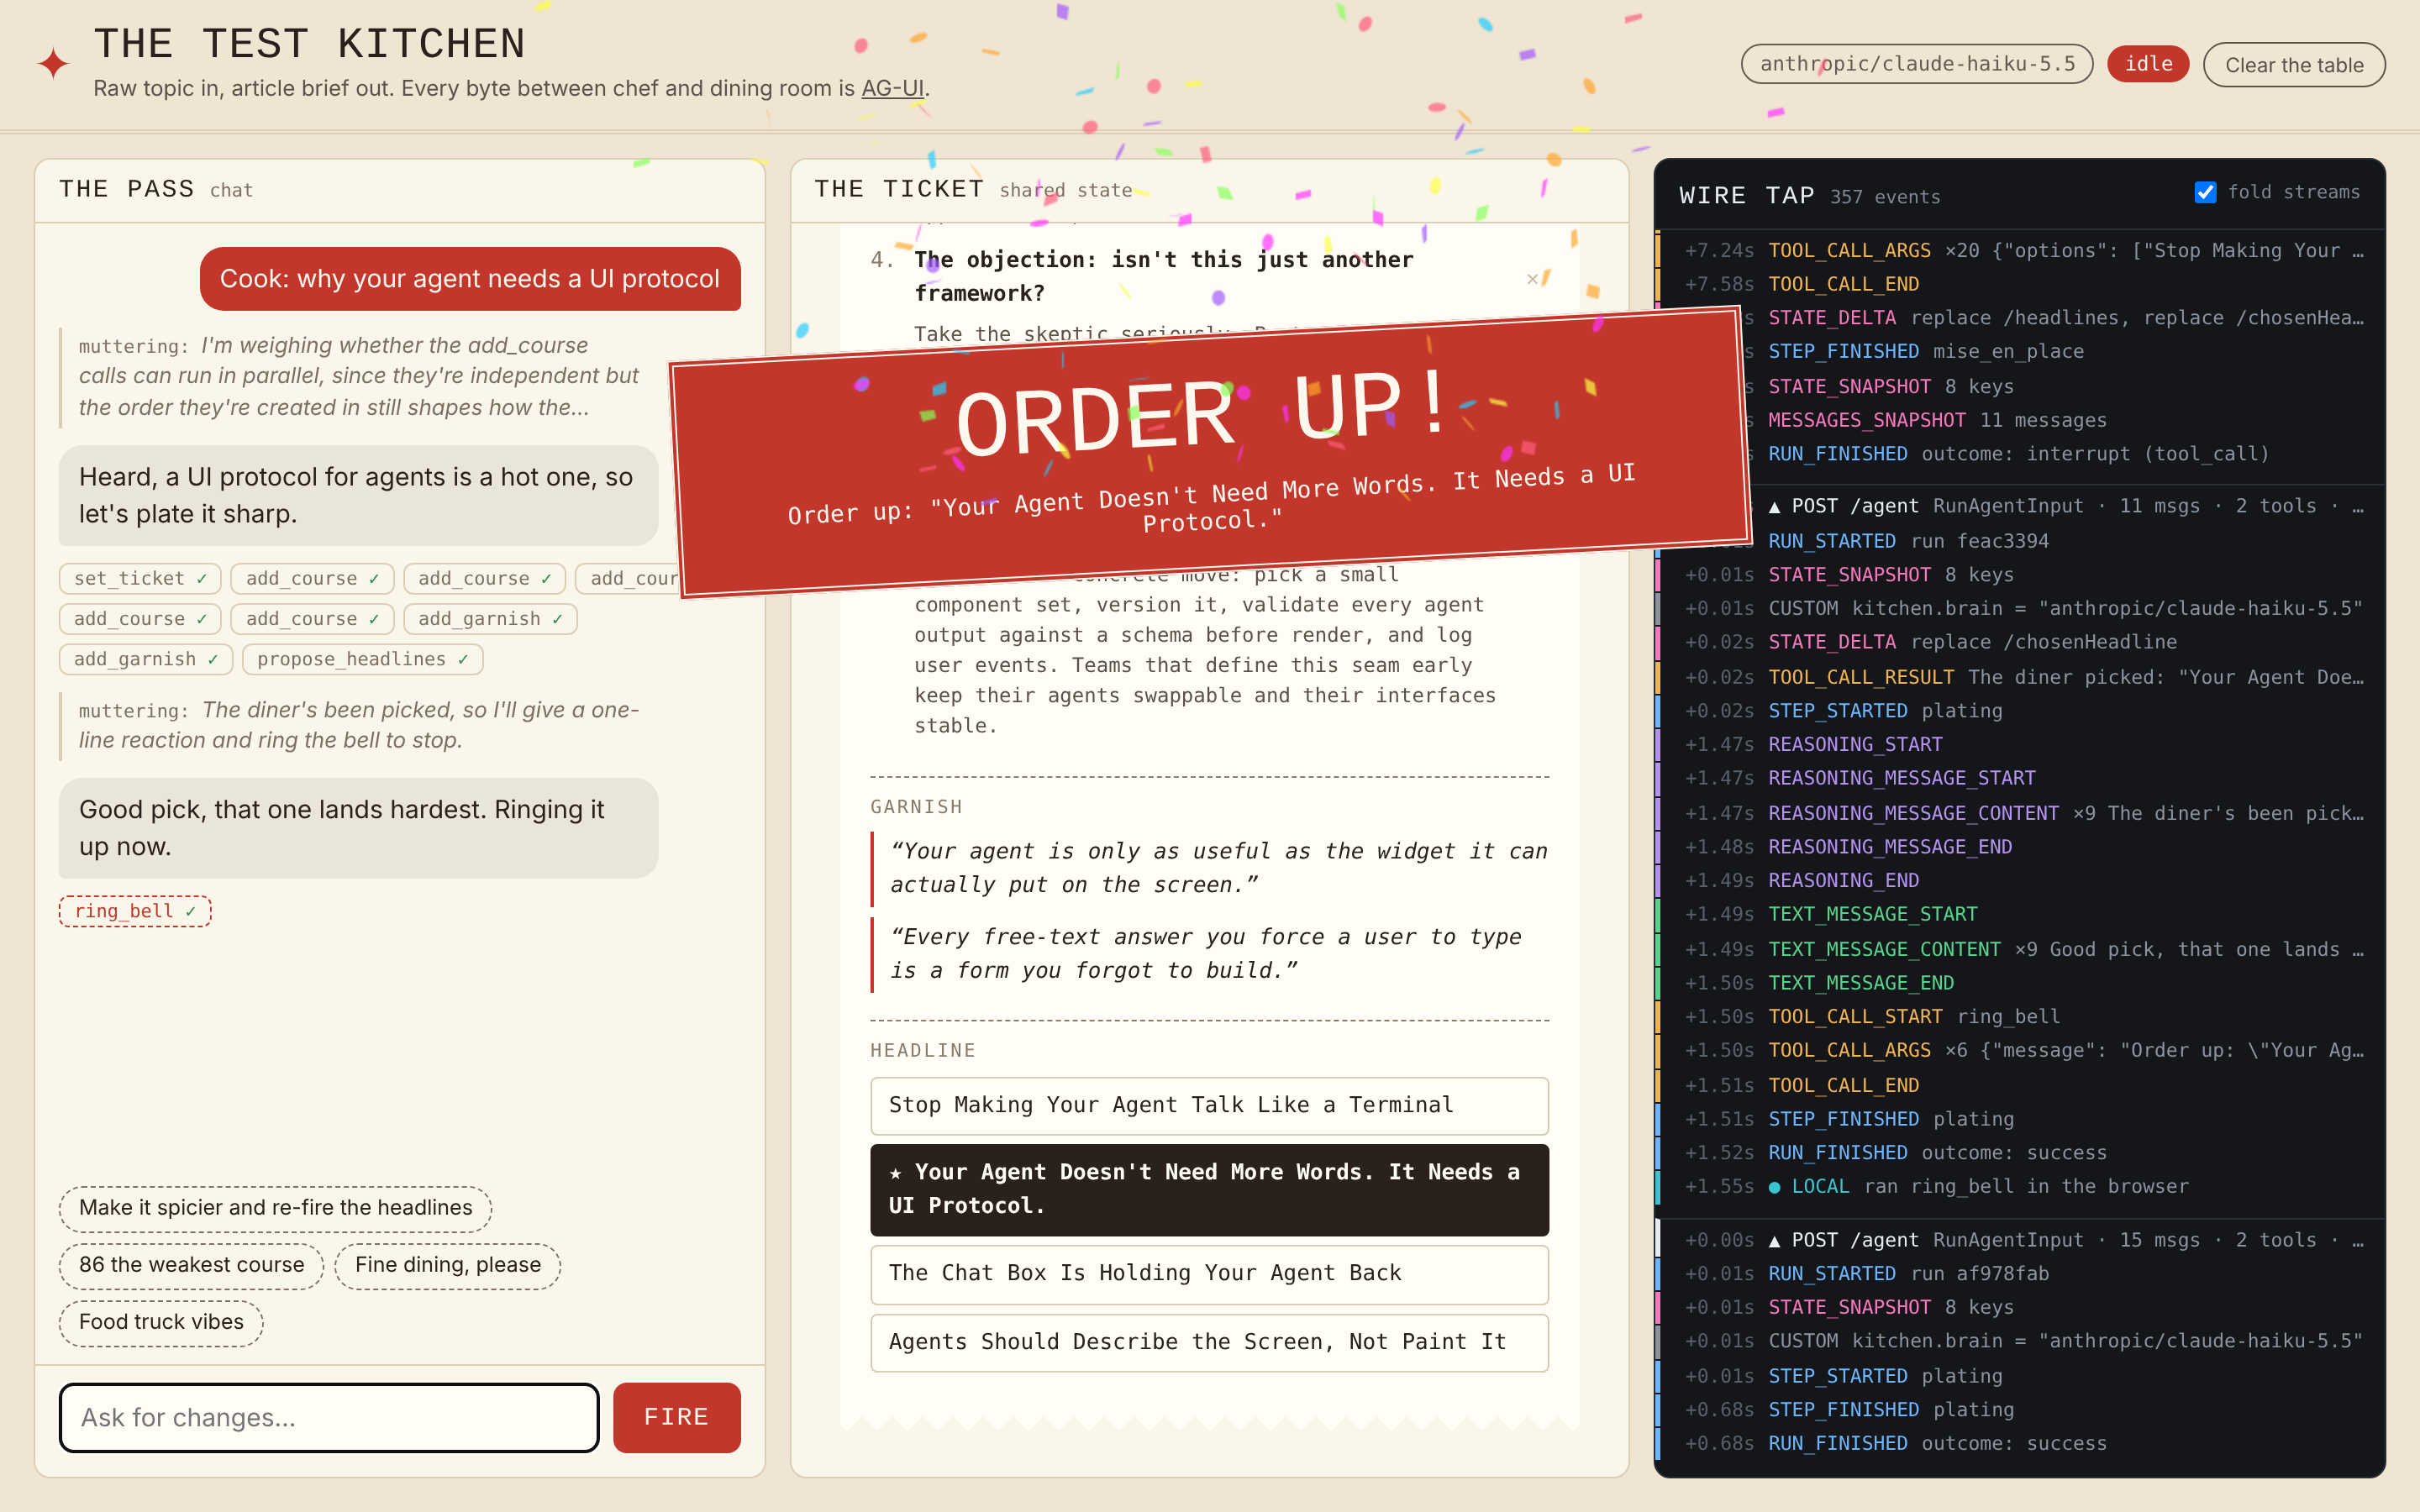 THE TEST KITCHEN
Raw topic in, article brief out. Every byte between chef and dining room is AG-UI.
anthropic/claude-haiku-5.5
idle
Clear the table
THE PASS chat
Cook: why your agent needs a UI protocol
muttering: I'm weighing whether the add_course
calls can run in parallel, since they're independent but
the order they're created in still shapes how the...
Heard, a UI protocol for agents is a hot one, so
let's plate it sharp.
set_ticket ✓ add_course ✓ add_course ✓ add_cour
add_course ✓ add_course ✓ add_garnish ✓
add_garnish ✓ propose_headlines ✓
muttering: The diner's been picked, so I'll give a one-
line reaction and ring the bell to stop.
Good pick, that one lands hardest. Ringing it
up now.
ring_bell ✓
Make it spicier and re-fire the headlines
86 the weakest course
Fine dining, please
Food truck vibes
Ask for changes...
FIRE
THE TICKET shared state
4. The objection: isn't this just another
framework?
×
Take the skeptic seriously.
ORDER UP!
Order up: "Your Agent Doesn't Need More Words. It Needs a UI
Protocol."
concrete move: pick a small
component set, version it, validate every agent
output against a schema before render, and log
user events. Teams that define this seam early
keep their agents swappable and their interfaces
stable.
GARNISH
“Your agent is only as useful as the widget it can
actually put on the screen.”
“Every free-text answer you force a user to type
is a form you forgot to build.”
HEADLINE
Stop Making Your Agent Talk Like a Terminal
★ Your Agent Doesn't Need More Words. It Needs a
UI Protocol.
The Chat Box Is Holding Your Agent Back
Agents Should Describe the Screen, Not Paint It
WIRE TAP 357 events
fold streams
+7.24s TOOL_CALL_ARGS ×20 {"options": ["Stop Making Your …
+7.58s TOOL_CALL_END
s STATE_DELTA replace /headlines, replace /chosenHea…
s STEP_FINISHED mise_en_place
s STATE_SNAPSHOT 8 keys
s MESSAGES_SNAPSHOT 11 messages
s RUN_FINISHED outcome: interrupt (tool_call)
▲ POST /agent RunAgentInput · 11 msgs · 2 tools · …
RUN_STARTED run feac3394
+0.01s STATE_SNAPSHOT 8 keys
+0.01s CUSTOM kitchen.brain = "anthropic/claude-haiku-5.5"
+0.02s STATE_DELTA replace /chosenHeadline
+0.02s TOOL_CALL_RESULT The diner picked: "Your Agent Doe…
+0.02s STEP_STARTED plating
+1.47s REASONING_START
+1.47s REASONING_MESSAGE_START
+1.47s REASONING_MESSAGE_CONTENT ×9 The diner's been pick…
+1.48s REASONING_MESSAGE_END
+1.49s REASONING_END
+1.49s TEXT_MESSAGE_START
+1.49s TEXT_MESSAGE_CONTENT ×9 Good pick, that one lands …
+1.50s TEXT_MESSAGE_END
+1.50s TOOL_CALL_START ring_bell
+1.50s TOOL_CALL_ARGS ×6 {"message": "Order up: \"Your Ag…
+1.51s TOOL_CALL_END
+1.51s STEP_FINISHED plating
+1.52s RUN_FINISHED outcome: success
+1.55s ● LOCAL ran ring_bell in the browser
+0.00s ▲ POST /agent RunAgentInput · 15 msgs · 2 tools · …
+0.01s RUN_STARTED run af978fab
+0.01s STATE_SNAPSHOT 8 keys
+0.01s CUSTOM kitchen.brain = "anthropic/claude-haiku-5.5"
+0.01s STEP_STARTED plating
+0.68s STEP_FINISHED plating
+0.68s RUN_FINISHED outcome: success